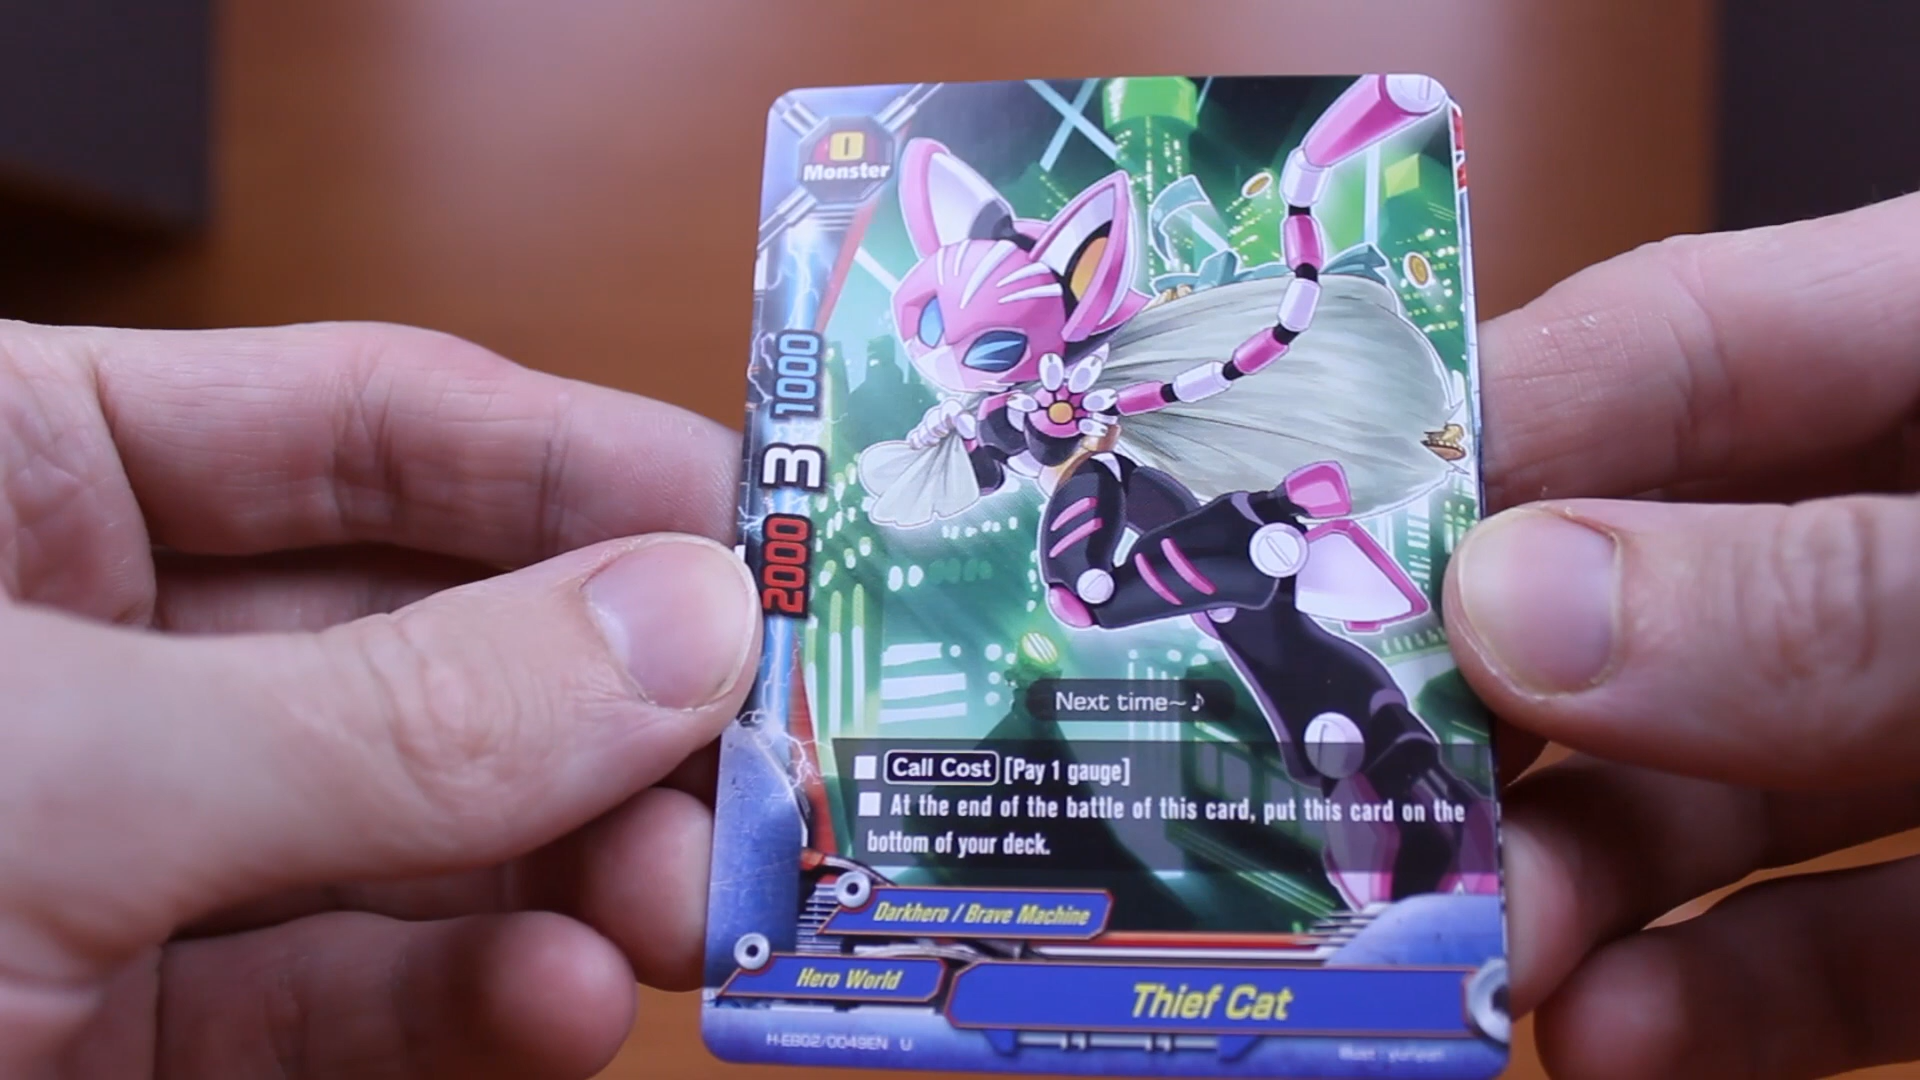 0
Monster
1000
3
2000
Next time~♪
■ Call Cost [Pay 1 gauge]
■ At the end of the battle of this card, put this card on the
bottom of your deck.
Darkhero / Brave Machine
Hero World
Thief Cat
H-EB02/0049EN U